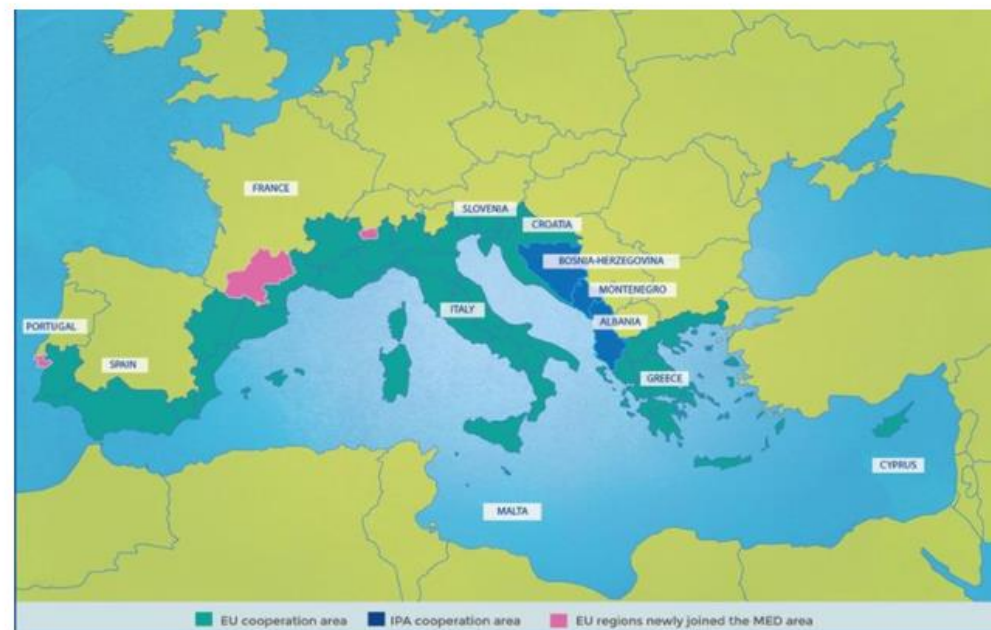 FRANCE
SLOVENIA
CROATIA
BOSNIA-HERZEGOVINA
MONTENEGRO
ITALY
ALBANIA
PORTUGAL
SPAIN
GREECE
CYPRUS
MALTA
EU cooperation area IPA cooperation area EU regions newly joined the MED area